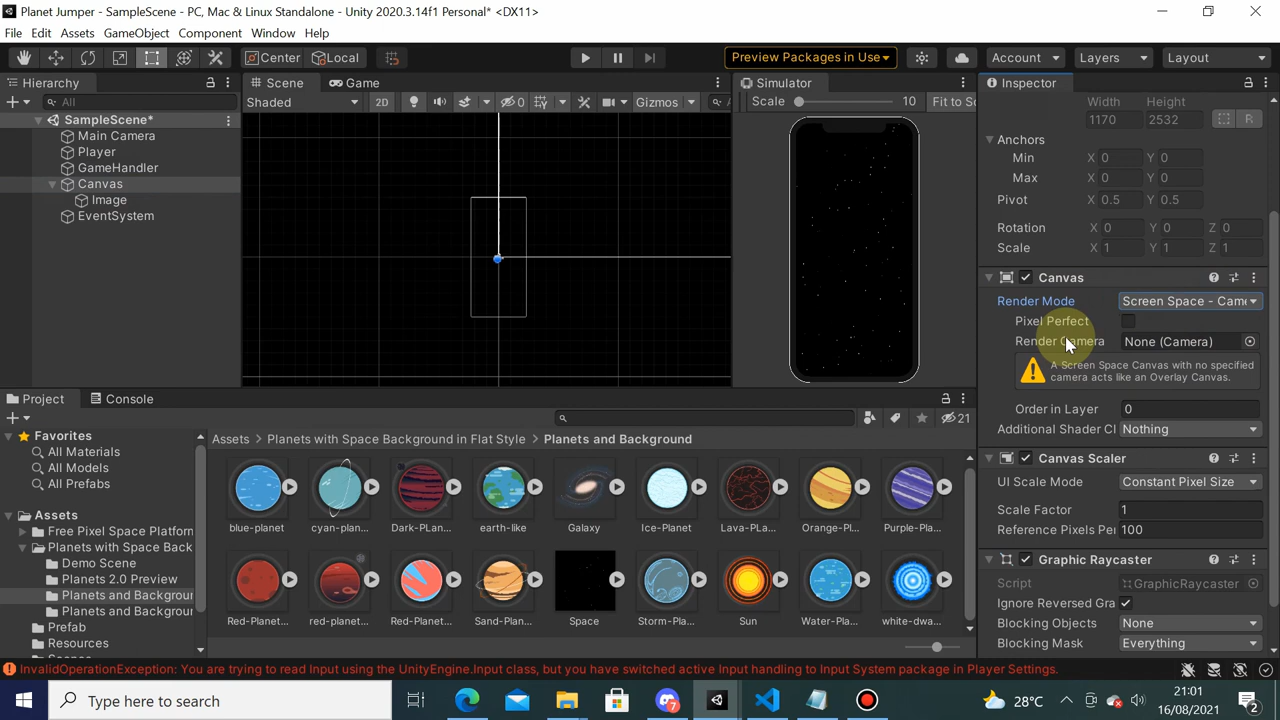 Planet Jumper - SampleScene - PC, Mac & Linux Standalone - Unity 2020.3.14f1 Personal* <DX11>
File Edit Assets GameObject Component Window Help
Center Local Preview Packages in Use Account Layers Layout
Hierarchy Scene Game Simulator Inspector
All Shaded 2D 0 Gizmos Scale 10 Fit to Sc
Width Height
1170 2532
SampleScene*
Main Camera
Player
GameHandler
Canvas
Image
EventSystem
Anchors
Min X 0 Y 0
Max X 0 Y 0
Pivot X 0.5 Y 0.5
Rotation X 0 Y 0 Z 0
Scale X 1 Y 1 Z 1
Canvas
Render Mode Screen Space - Came
Pixel Perfect
Render Camera None (Camera)
A Screen Space Canvas with no specified
camera acts like an Overlay Canvas.
Order in Layer 0
Additional Shader Cl Nothing
Canvas Scaler
UI Scale Mode Constant Pixel Size
Scale Factor 1
Reference Pixels Per 100
Graphic Raycaster
Script GraphicRaycaster
Ignore Reversed Gra
Blocking Objects None
Blocking Mask Everything
Project Console
21
Favorites
All Materials
All Models
All Prefabs
Assets
Free Pixel Space Platforn
Planets with Space Back
Demo Scene
Planets 2.0 Preview
Planets and Backgroun
Planets and Backgroun
Prefab
Resources
Assets > Planets with Space Background in Flat Style > Planets and Background
blue-planet cyan-plan... Dark-PLan... earth-like Galaxy Ice-Planet Lava-PLa... Orange-Pl... Purple-Pla...
Red-Planet... red-planet... Red-Planet... Sand-Plan... Space Storm-Pla... Sun Water-Pla... white-dwa...
InvalidOperationException: You are trying to read Input using the UnityEngine.Input class, but you have switched active Input handling to Input System package in Player Settings.
Type here to search
7
28°C
21:01
16/08/2021
2